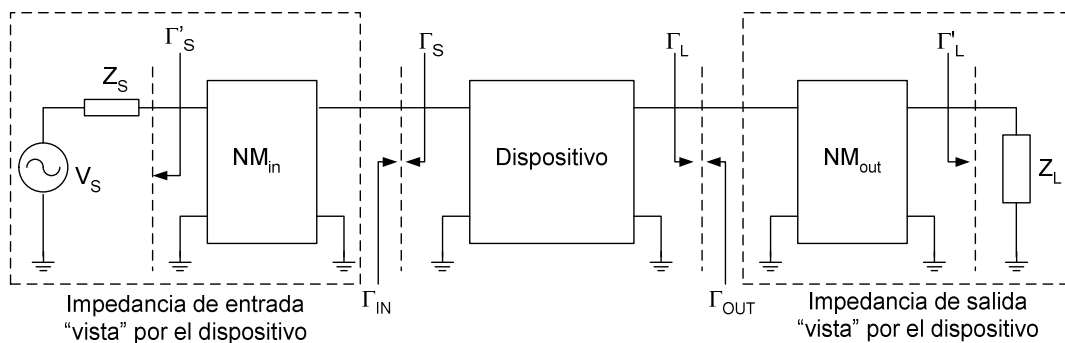 Γ'S
ΓS
ΓL
Γ'L
ZS
VS
NMin
Dispositivo
NMout
ZL
ΓIN
ΓOUT
Impedancia de entrada
“vista” por el dispositivo
Impedancia de salida
“vista” por el dispositivo